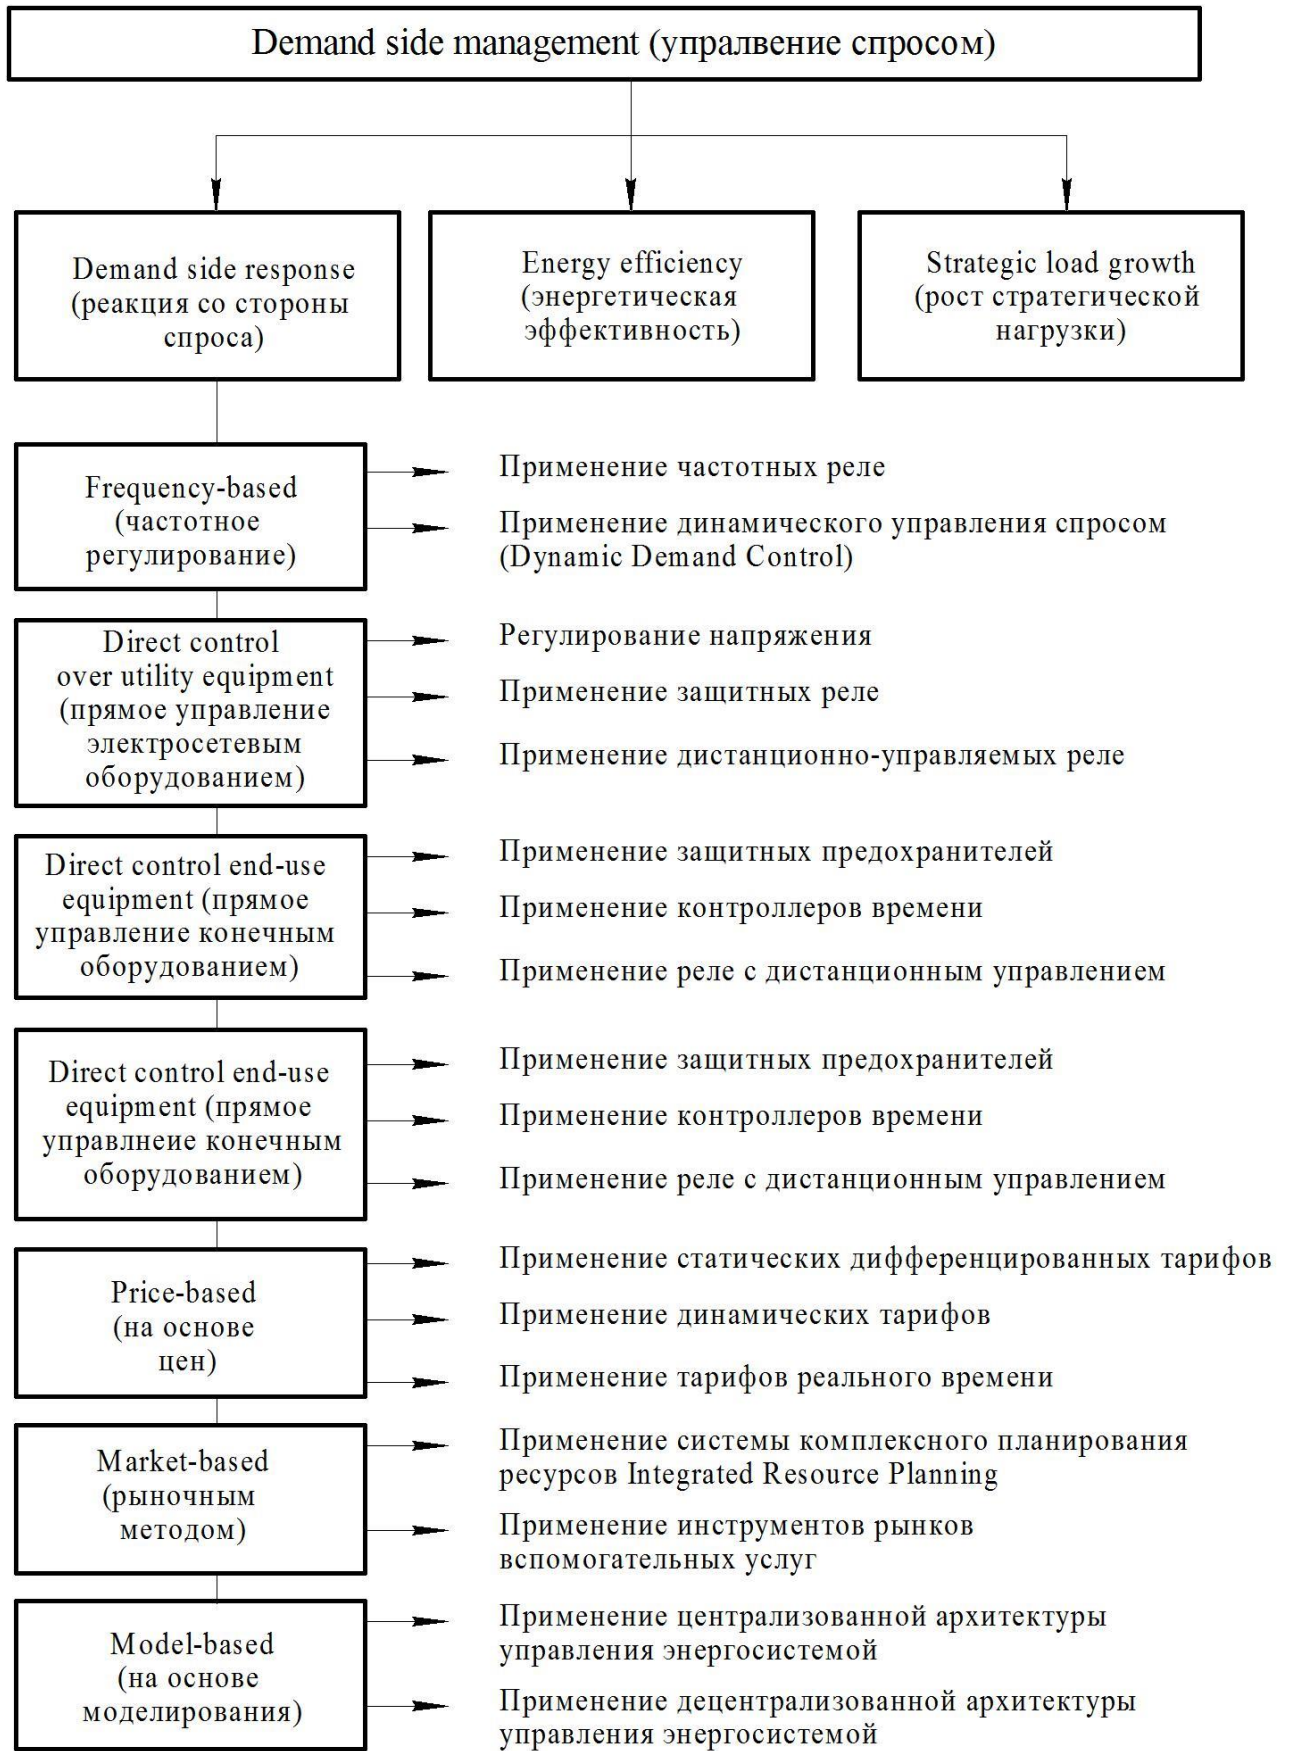 Demand side management (упралвение спросом)
Demand side response
(реакция со стороны
спроса)
Energy efficiency
(энергетическая
эффективность)
Strategic load growth
(рост стратегической
нагрузки)
Frequency-based
(частотное
регулирование)
Применение частотных реле
Применение динамического управления спросом
(Dynamic Demand Control)
Direct control
over utility equipment
(прямое управление
электросетевым
оборудованием)
Регулирование напряжения
Применение защитных реле
Применение дистанционно-управляемых реле
Direct control end-use
equipment (прямое
управление конечным
оборудованием)
Применение защитных предохранителей
Применение контроллеров времени
Применение реле с дистанционным управлением
Direct control end-use
equipment (прямое
управлнеие конечным
оборудованием)
Применение защитных предохранителей
Применение контроллеров времени
Применение реле с дистанционным управлением
Price-based
(на основе
цен)
Применение статических дифференцированных тарифов
Применение динамических тарифов
Применение тарифов реального времени
Market-based
(рыночным
методом)
Применение системы комплексного планирования
ресурсов Integrated Resource Planning
Применение инструментов рынков
вспомогательных услуг
Model-based
(на основе
моделирования)
Применение централизованной архитектуры
управления энергосистемой
Применение децентрализованной архитектуры
управления энергосистемой